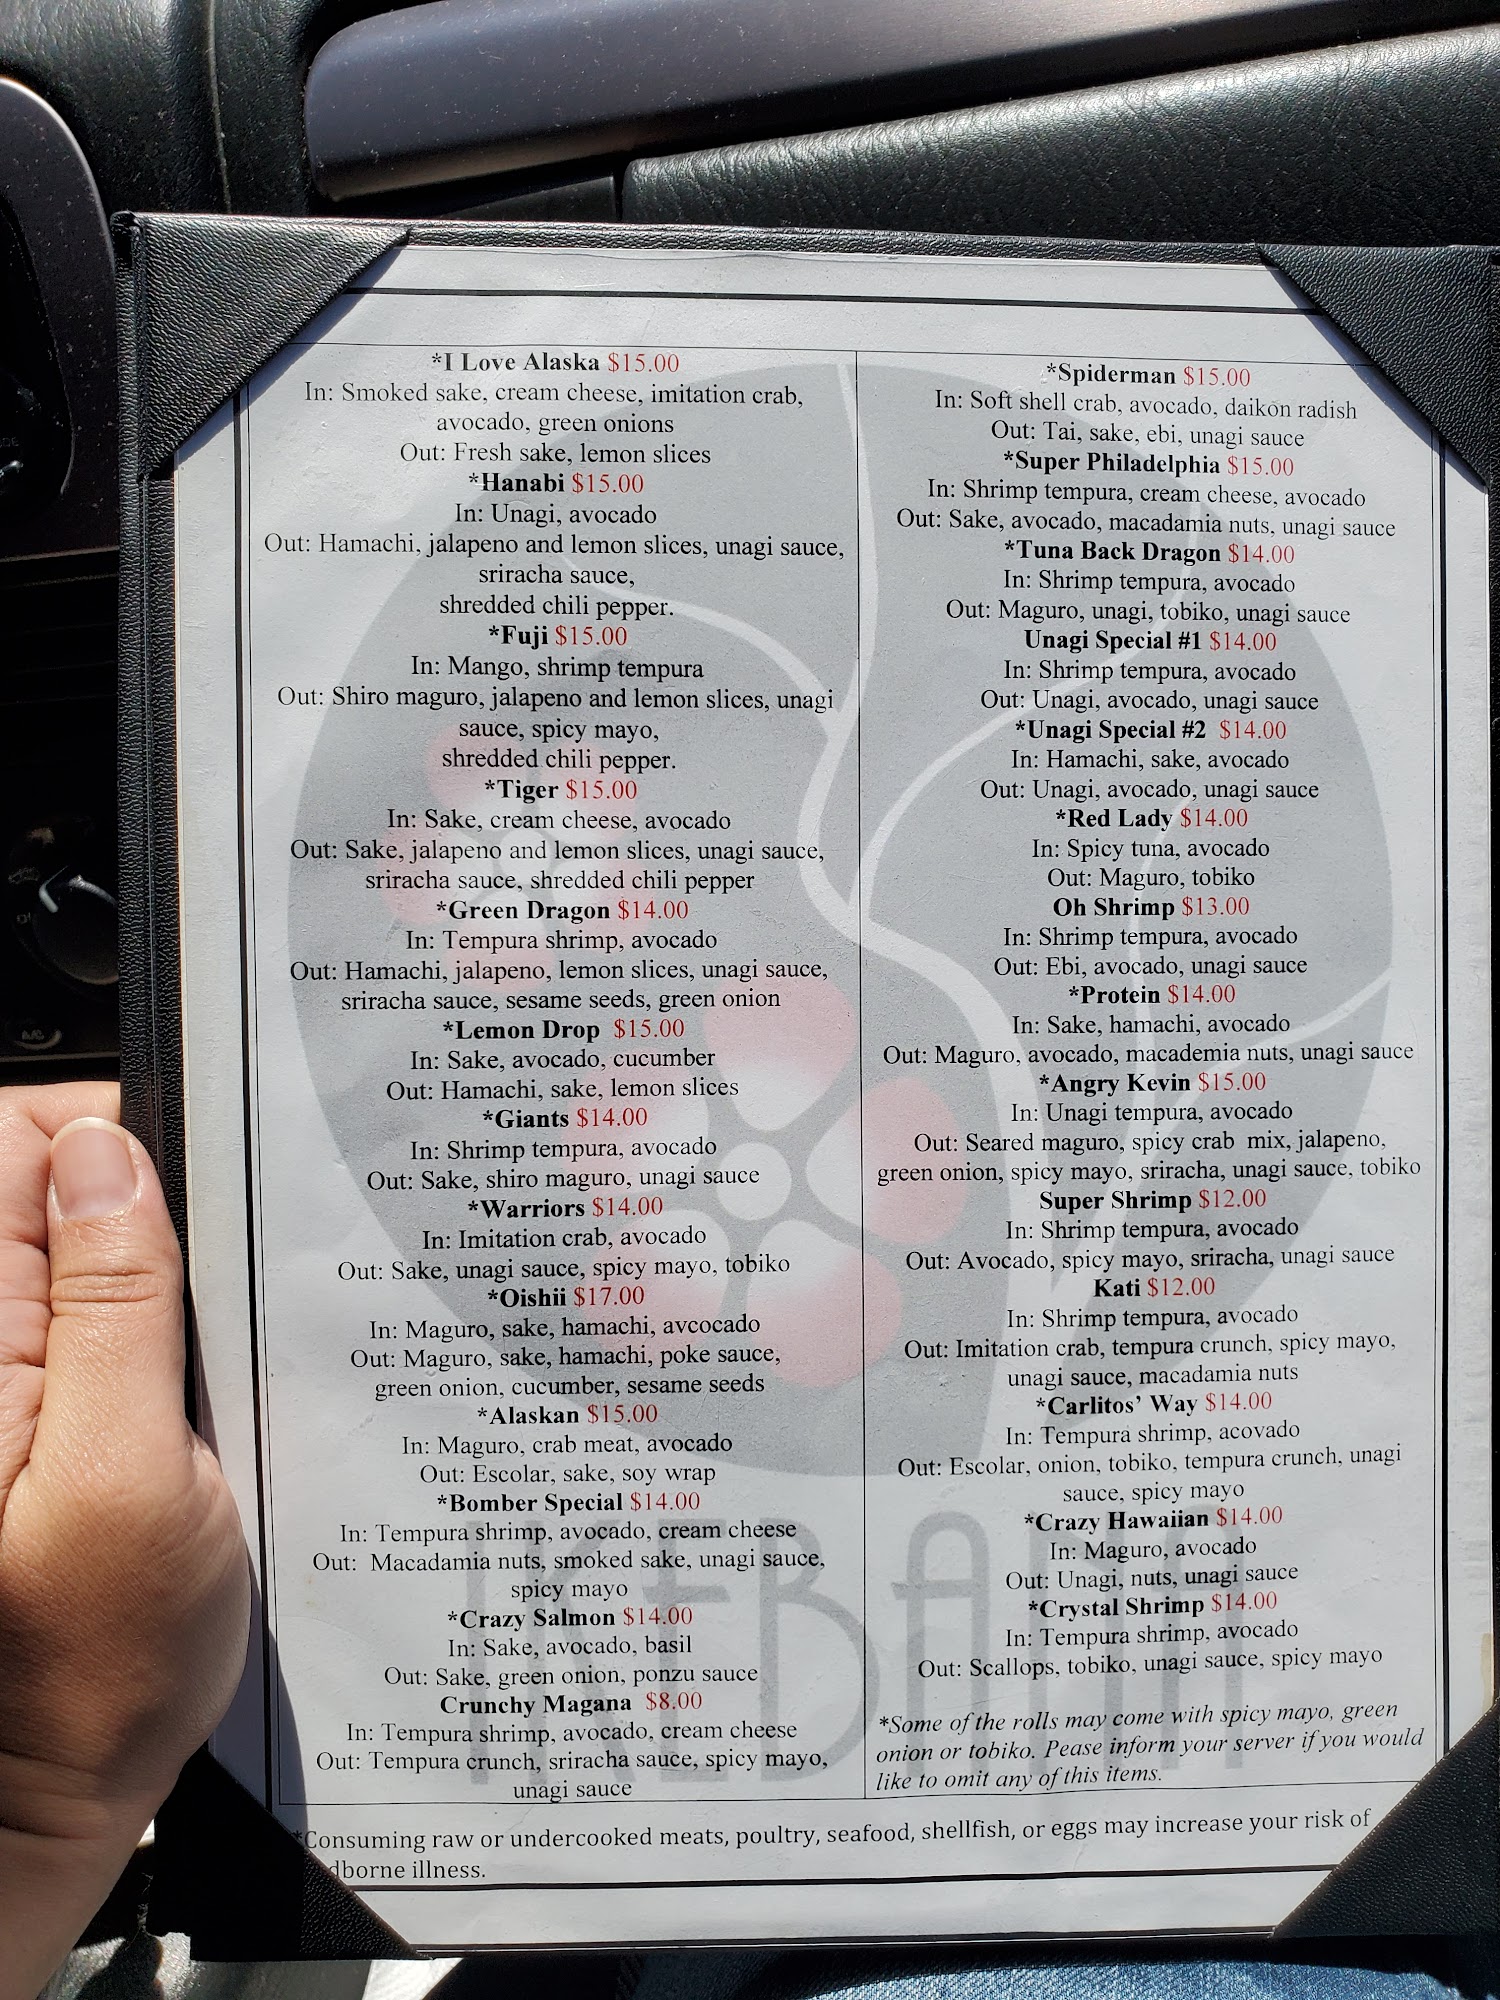 *I Love Alaska $15.00
In: Smoked sake, cream cheese, imitation crab,
avocado, green onions
Out: Fresh sake, lemon slices
*Hanabi $15.00
In: Unagi, avocado
Out: Hamachi, jalapeno and lemon slices, unagi sauce,
sriracha sauce,
shredded chili pepper.
*Fuji $15.00
In: Mango, shrimp tempura
Out: Shiro maguro, jalapeno and lemon slices, unagi
sauce, spicy mayo,
shredded chili pepper.
*Tiger $15.00
In: Sake, cream cheese, avocado
Out: Sake, jalapeno and lemon slices, unagi sauce,
sriracha sauce, shredded chili pepper
*Green Dragon $14.00
In: Tempura shrimp, avocado
Out: Hamachi, jalapeno, lemon slices, unagi sauce,
sriracha sauce, sesame seeds, green onion
*Lemon Drop $15.00
In: Sake, avocado, cucumber
Out: Hamachi, sake, lemon slices
*Giants $14.00
In: Shrimp tempura, avocado
Out: Sake, shiro maguro, unagi sauce
*Warriors $14.00
In: Imitation crab, avocado
Out: Sake, unagi sauce, spicy mayo, tobiko
*Oishii $17.00
In: Maguro, sake, hamachi, avcocado
Out: Maguro, sake, hamachi, poke sauce,
green onion, cucumber, sesame seeds
*Alaskan $15.00
In: Maguro, crab meat, avocado
Out: Escolar, sake, soy wrap
*Bomber Special $14.00
In: Tempura shrimp, avocado, cream cheese
Out: Macadamia nuts, smoked sake, unagi sauce,
spicy mayo
*Crazy Salmon $14.00
In: Sake, avocado, basil
Out: Sake, green onion, ponzu sauce
Crunchy Magana $8.00
In: Tempura shrimp, avocado, cream cheese
Out: Tempura crunch, sriracha sauce, spicy mayo,
unagi sauce
*Spiderman $15.00
In: Soft shell crab, avocado, daikon radish
Out: Tai, sake, ebi, unagi sauce
*Super Philadelphia $15.00
In: Shrimp tempura, cream cheese, avocado
Out: Sake, avocado, macadamia nuts, unagi sauce
*Tuna Back Dragon $14.00
In: Shrimp tempura, avocado
Out: Maguro, unagi, tobiko, unagi sauce
Unagi Special #1 $14.00
In: Shrimp tempura, avocado
Out: Unagi, avocado, unagi sauce
*Unagi Special #2 $14.00
In: Hamachi, sake, avocado
Out: Unagi, avocado, unagi sauce
*Red Lady $14.00
In: Spicy tuna, avocado
Out: Maguro, tobiko
Oh Shrimp $13.00
In: Shrimp tempura, avocado
Out: Ebi, avocado, unagi sauce
*Protein $14.00
In: Sake, hamachi, avocado
Out: Maguro, avocado, macademia nuts, unagi sauce
*Angry Kevin $15.00
In: Unagi tempura, avocado
Out: Seared maguro, spicy crab mix, jalapeno,
green onion, spicy mayo, sriracha, unagi sauce, tobiko
Super Shrimp $12.00
In: Shrimp tempura, avocado
Out: Avocado, spicy mayo, sriracha, unagi sauce
Kati $12.00
In: Shrimp tempura, avocado
Out: Imitation crab, tempura crunch, spicy mayo,
unagi sauce, macadamia nuts
*Carlitos' Way $14.00
In: Tempura shrimp, acovado
Out: Escolar, onion, tobiko, tempura crunch, unagi
sauce, spicy mayo
*Crazy Hawaiian $14.00
In: Maguro, avocado
Out: Unagi, nuts, unagi sauce
*Crystal Shrimp $14.00
In: Tempura shrimp, avocado
Out: Scallops, tobiko, unagi sauce, spicy mayo
*Some of the rolls may come with spicy mayo, green
onion or tobiko. Pease inform your server if you would
like to omit any of this items.
IKEBANA
*Consuming raw or undercooked meats, poultry, seafood, shellfish, or eggs may increase your risk of
dborne illness.